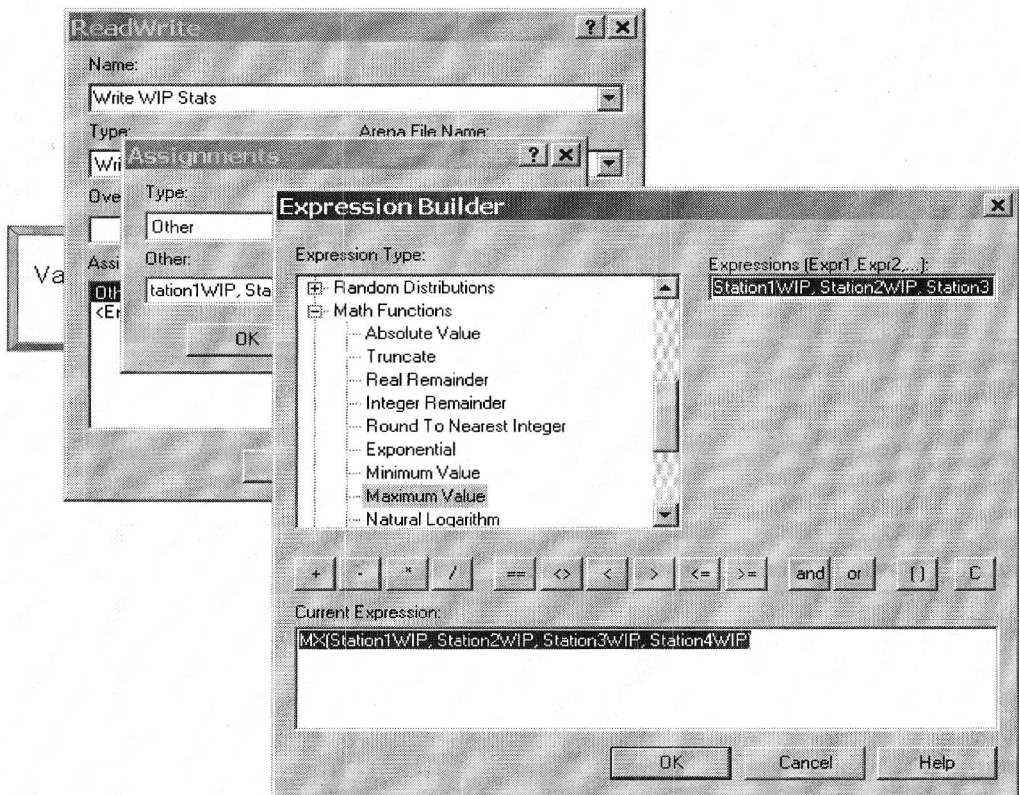 ReadWrite
Name:
Write WIP Stats
Type:
Arena File Name:
Wri
Ove
Assi
Oth
<Er
Va
Assignments
Type:
Other
Other:
tation1WIP, Sta
OK
Expression Builder
Expression Type:
Random Distributions
Math Functions
Absolute Value
Truncate
Real Remainder
Integer Remainder
Round To Nearest Integer
Exponential
Minimum Value
Maximum Value
Natural Logarithm
Expressions (Expr1,Expr2,...):
Station1WIP, Station2WIP, Station3
+ - * / == <> < > <= >= and or () C
Current Expression:
MX(Station1WIP, Station2WIP, Station3WIP, Station4WIP)
OK Cancel Help